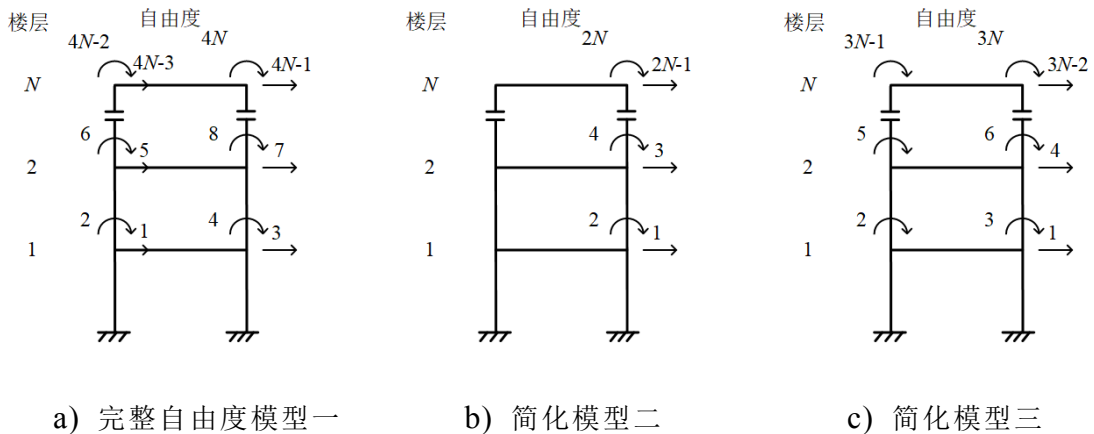 楼层 自由度
4N-2 4N
4N-3 4N-1
N
6 5 8 7
2
2 1 4 3
1
a) 完整自由度模型一
楼层 自由度
2N
2N-1
N
4 3
2
2 1
1
b) 简化模型二
楼层 自由度
3N-1 3N
3N-2
N
5 6 4
2
2 3 1
1
c) 简化模型三